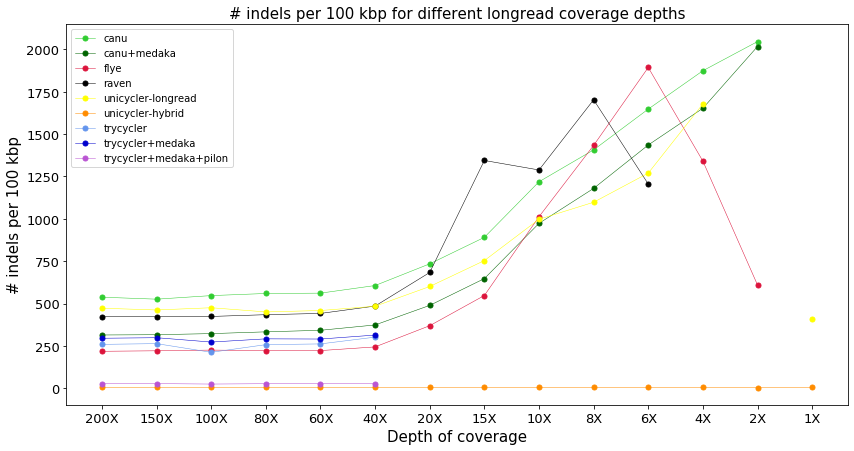 # indels per 100 kbp for different longread coverage depths
# indels per 100 kbp
2000
1750
1500
1250
1000
750
500
250
0
canu
canu+medaka
flye
raven
unicycler-longread
unicycler-hybrid
trycycler
trycycler+medaka
trycycler+medaka+pilon
200X 150X 100X 80X 60X 40X 20X 15X 10X 8X 6X 4X 2X 1X
Depth of coverage